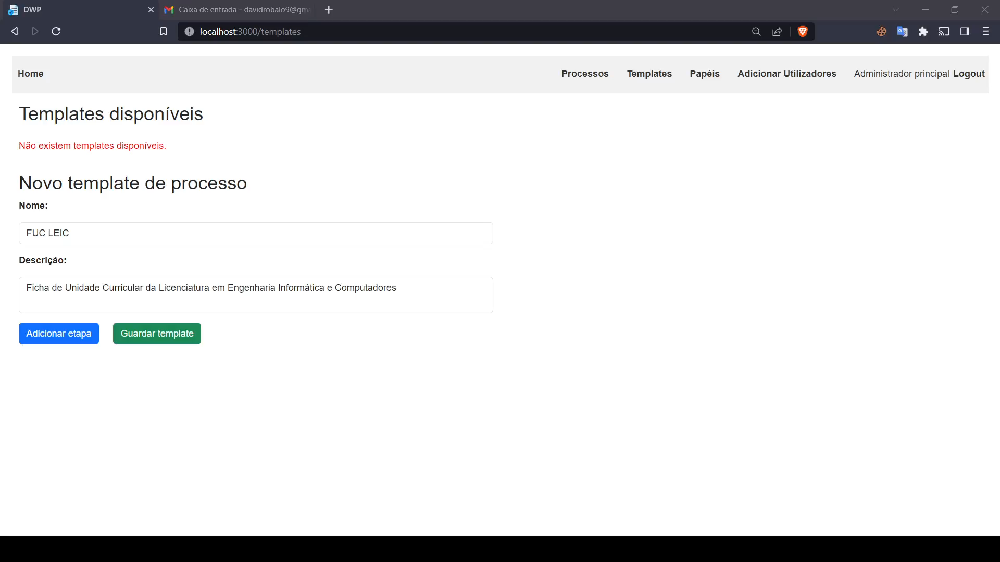 DWP
Caixa de entrada - davidrobalo9@gma
localhost:3000/templates
Home
Processos
Templates
Papéis
Adicionar Utilizadores
Administrador principal Logout
Templates disponíveis
Não existem templates disponíveis.
Novo template de processo
Nome:
FUC LEIC
Descrição:
Ficha de Unidade Curricular da Licenciatura em Engenharia Informática e Computadores
Adicionar etapa
Guardar template